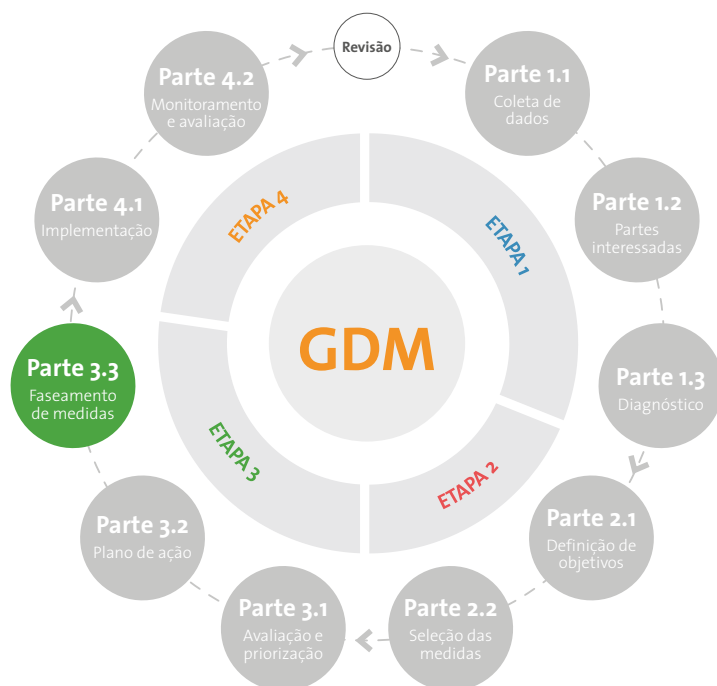 Revisão
Parte 1.1
Coleta de
dados
Parte 1.2
Partes
interessadas
Parte 1.3
Diagnóstico
Parte 2.1
Definição de
objetivos
Parte 2.2
Seleção das
medidas
Parte 3.1
Avaliação e
priorização
Parte 3.2
Plano de ação
Parte 3.3
Faseamento
de medidas
Parte 4.1
Implementação
Parte 4.2
Monitoramento
e avaliação
ETAPA 1
ETAPA 2
ETAPA 3
ETAPA 4
GDM